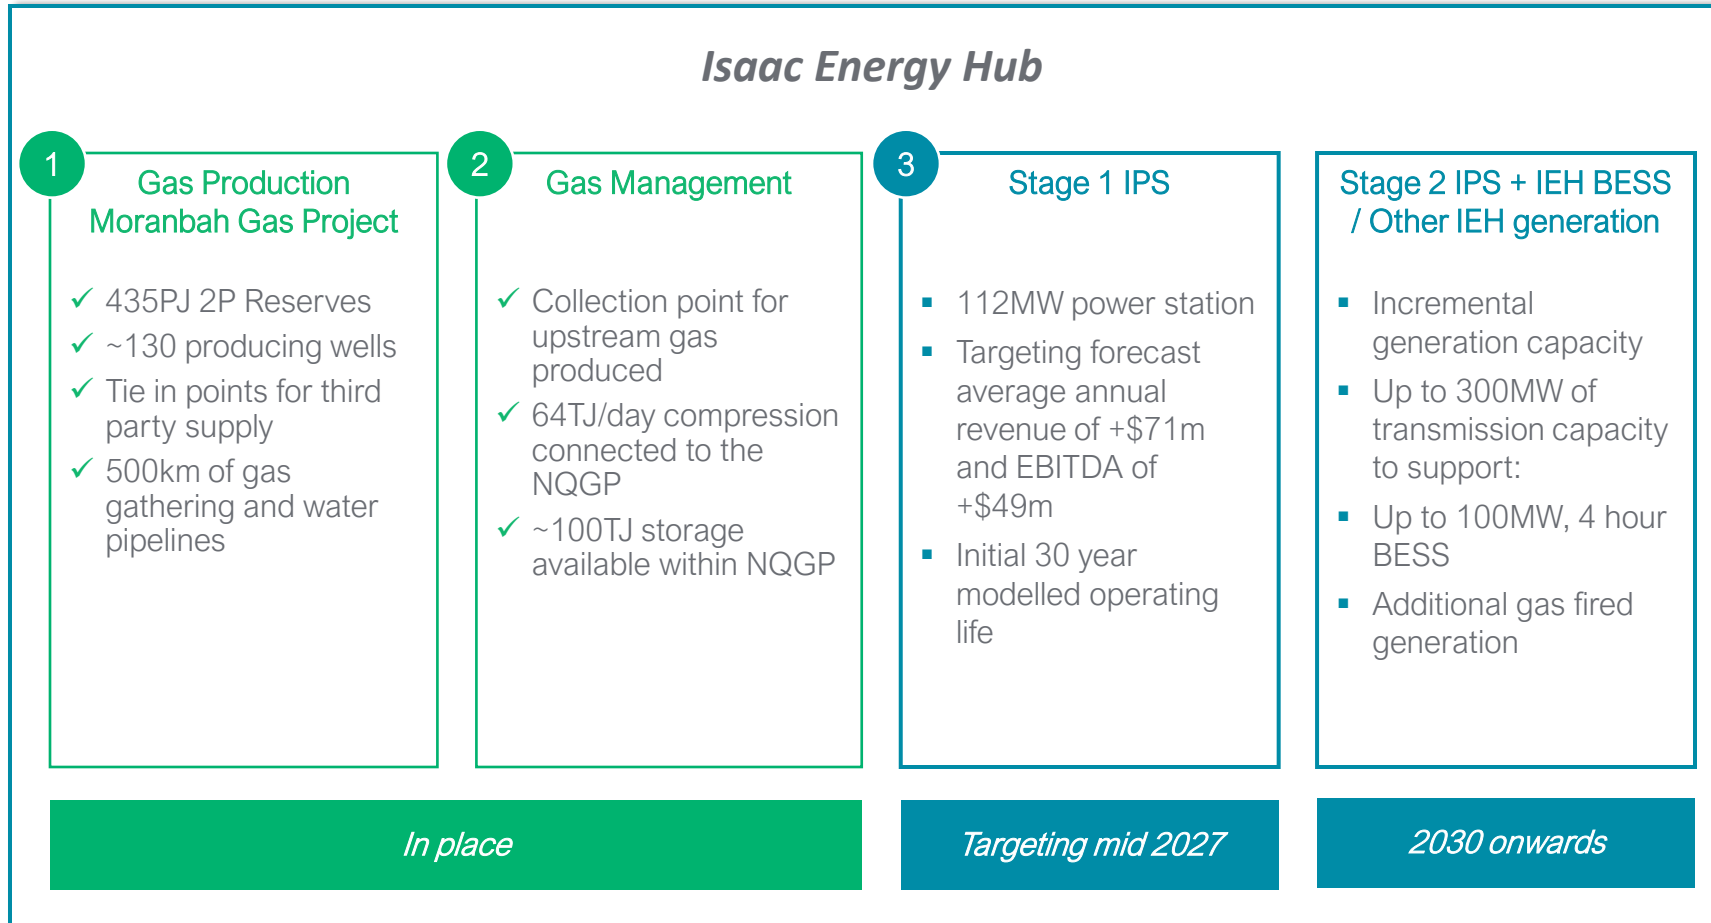 Isaac Energy Hub
1
Gas Production
Moranbah Gas Project
✓ 435PJ 2P Reserves
✓ ~130 producing wells
✓ Tie in points for third
party supply
✓ 500km of gas
gathering and water
pipelines
2
Gas Management
✓ Collection point for
upstream gas
produced
✓ 64TJ/day compression
connected to the
NQGP
✓ ~100TJ storage
available within NQGP
In place
3
Stage 1 IPS
▪ 112MW power station
▪ Targeting forecast
average annual
revenue of +$71m
and EBITDA of
+$49m
▪ Initial 30 year
modelled operating
life
Targeting mid 2027
Stage 2 IPS + IEH BESS
/ Other IEH generation
▪ Incremental
generation capacity
▪ Up to 300MW of
transmission capacity
to support:
▪ Up to 100MW, 4 hour
BESS
▪ Additional gas fired
generation
2030 onwards